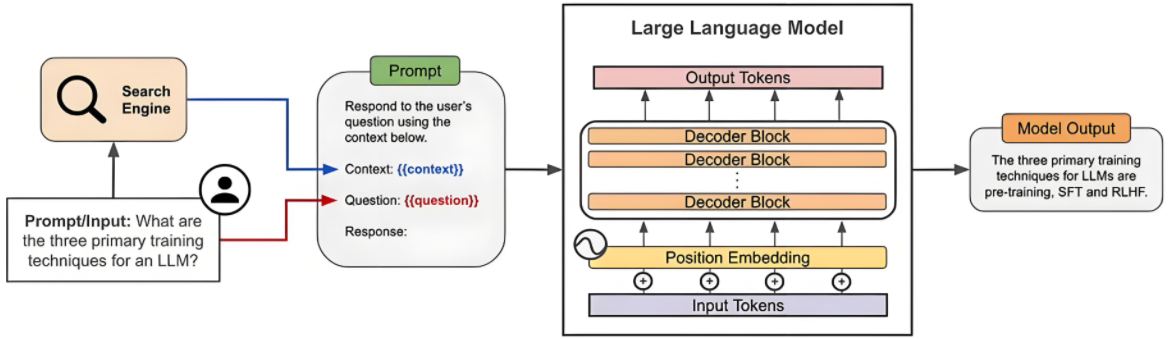 Search
Engine
Prompt/Input: What are
the three primary training
techniques for an LLM?
Prompt
Respond to the user's
question using the
context below.
Context: {{context}}
Question: {{question}}
Response:
Large Language Model
Output Tokens
Decoder Block
Decoder Block
Decoder Block
Position Embedding
Input Tokens
Model Output
The three primary training
techniques for LLMs are
pre-training, SFT and RLHF.